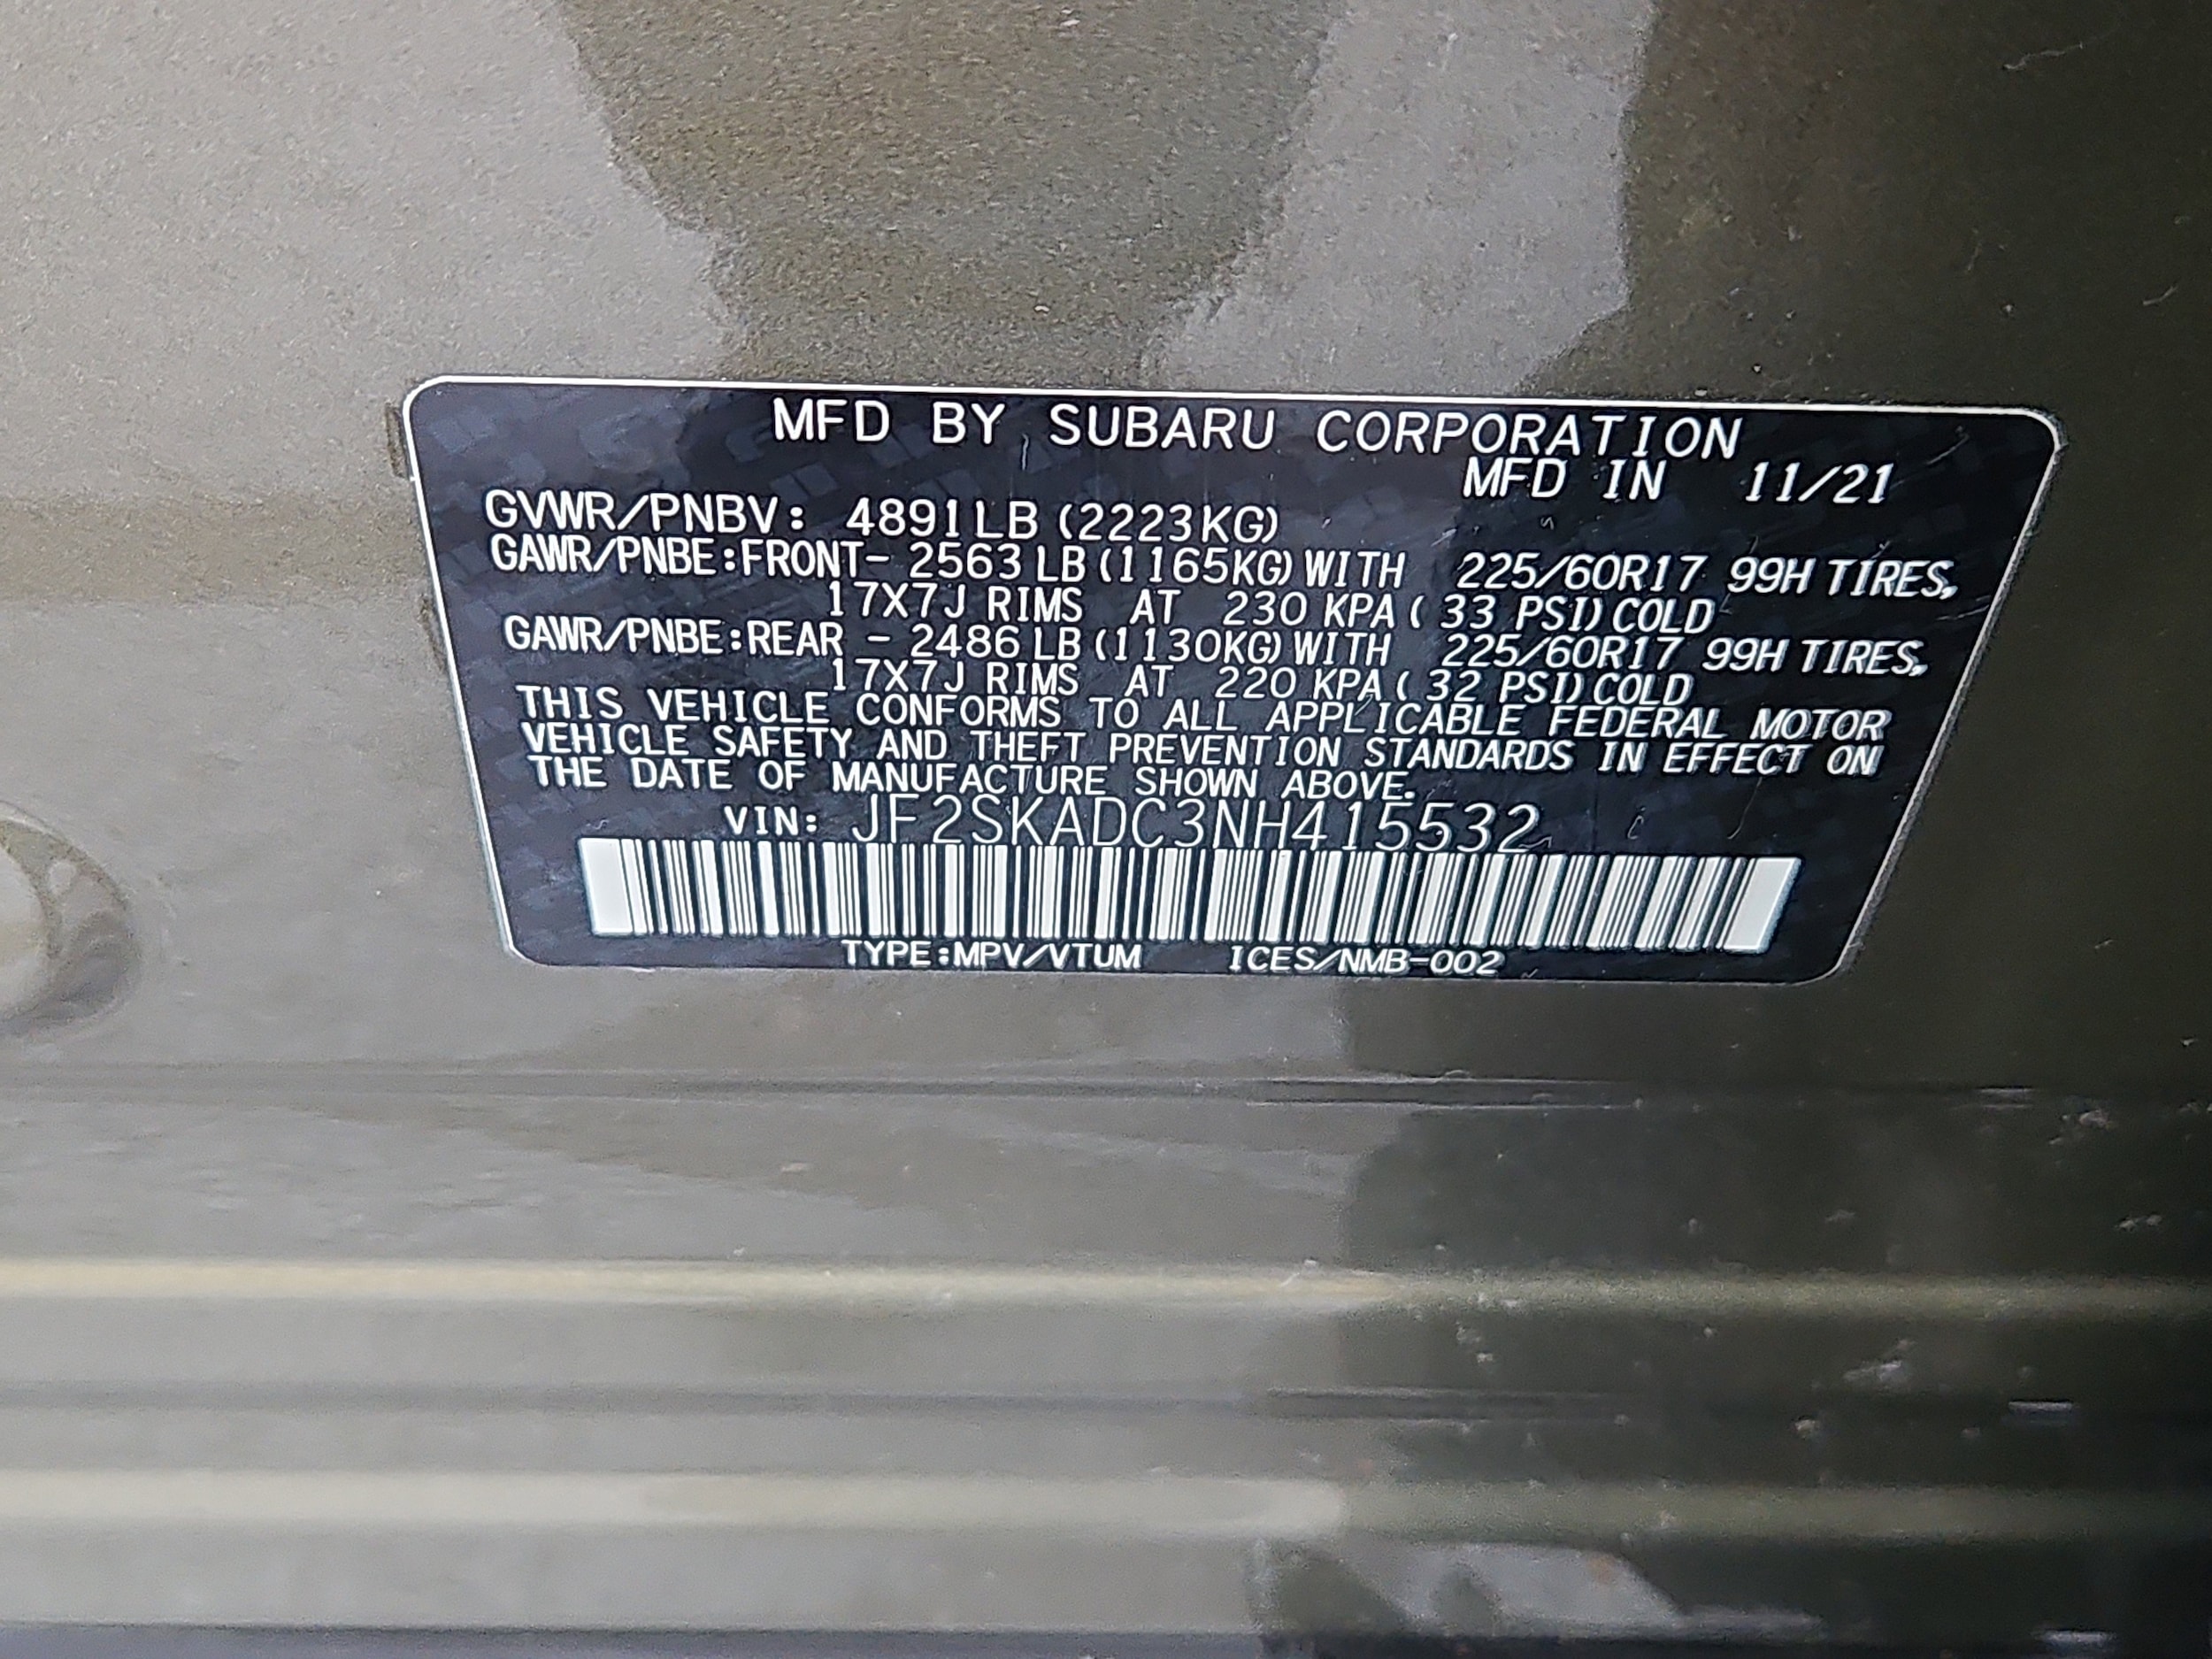 MFD BY SUBARU CORPORATION
MFD IN 11/21
GVWR/PNBV: 4891LB (2223KG)
GAWR/PNBE:FRONT- 2563 LB (1165KG) WITH 225/60R17 99H TIRES,
17X7J RIMS AT 230 KPA ( 33 PSI) COLD
GAWR/PNBE:REAR - 2486 LB (1130KG) WITH 225/60R17 99H TIRES,
17X7J RIMS AT 220 KPA ( 32 PSI) COLD
THIS VEHICLE CONFORMS TO ALL APPLICABLE FEDERAL MOTOR
VEHICLE SAFETY AND THEFT PREVENTION STANDARDS IN EFFECT ON
THE DATE OF MANUFACTURE SHOWN ABOVE.
VIN: JF2SKADC3NH415532
TYPE:MPV/VTUM ICES/NMB-002